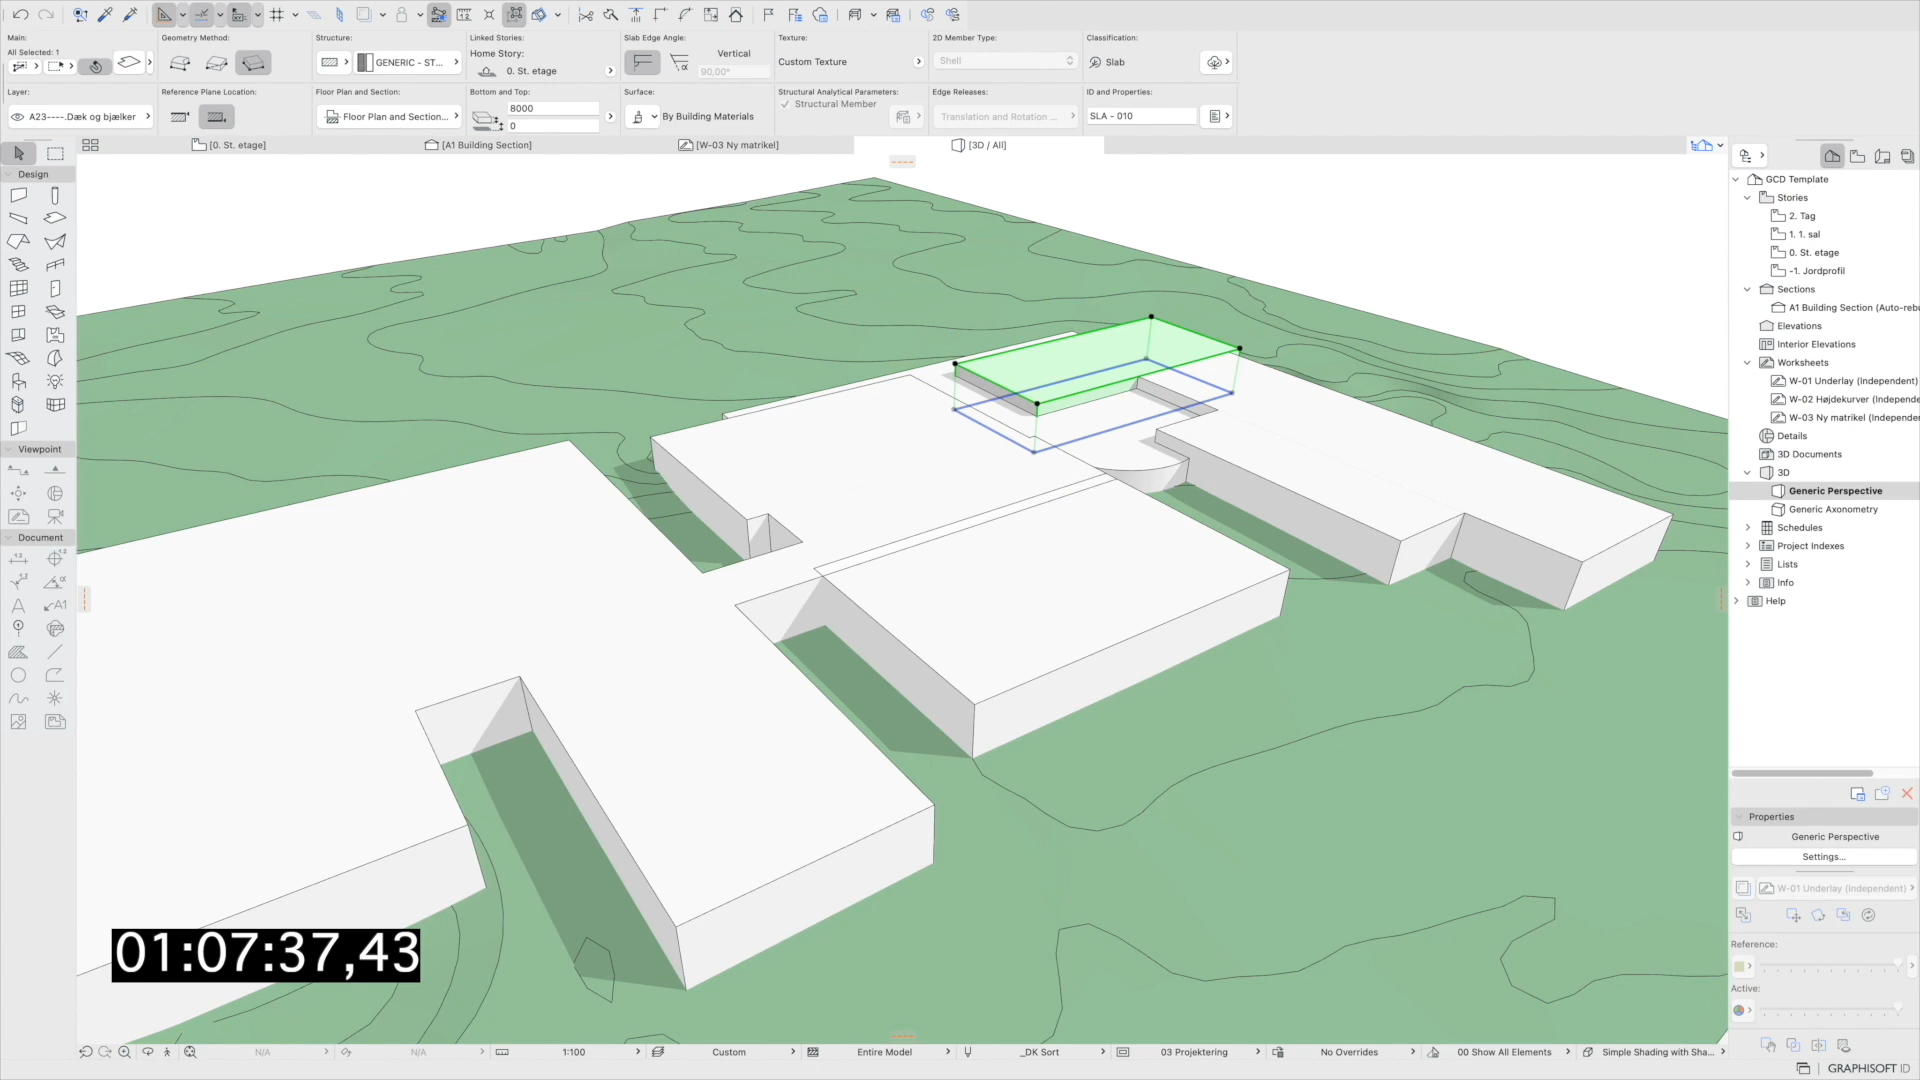 Main:
All Selected: 1
Geometry Method:
Structure:
GENERIC - ST...
Linked Stories:
Home Story:
0. St. etage
Slab Edge Angle:
Vertical
90,00°
Texture:
Custom Texture
2D Member Type:
Shell
Classification:
Slab
Layer:
A23----.Dæk og bjælker
Reference Plane Location:
Floor Plan and Section:
Floor Plan and Section...
Bottom and Top:
8000
0
Surface:
By Building Materials
Structural Analytical Parameters:
Structural Member
Edge Releases:
Translation and Rotation ...
ID and Properties:
SLA - 010
[0. St. etage]
[A1 Building Section]
[W-03 Ny matrikel]
[3D / All]
Design
Viewpoint
Document
GCD Template
Stories
2. Tag
1. 1. sal
0. St. etage
-1. Jordprofil
Sections
A1 Building Section (Auto-rebu
Elevations
Interior Elevations
Worksheets
W-01 Underlay (Independent)
W-02 Højdekurver (Independe
W-03 Ny matrikel (Independer
Details
3D Documents
3D
Generic Perspective
Generic Axonometry
Schedules
Project Indexes
Lists
Info
Help
Properties
Generic Perspective
Settings...
W-01 Underlay (Independent)
Reference:
Active:
01:07:37,43
N/A
N/A
1:100
Custom
Entire Model
_DK Sort
03 Projektering
No Overrides
00 Show All Elements
Simple Shading with Sha...
GRAPHISOFT ID